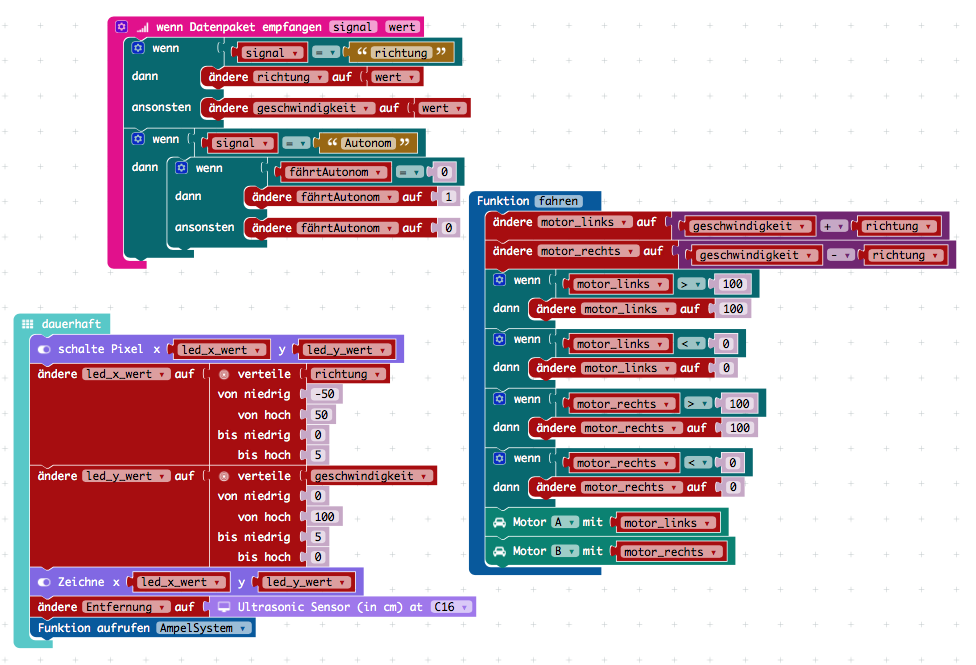 wenn Datenpaket empfangen signal wert
wenn signal = “ richtung ”
dann ändere richtung auf wert
ansonsten ändere geschwindigkeit auf wert
wenn signal = “ Autonom ”
dann wenn fährtAutonom = 0
dann ändere fährtAutonom auf 1
ansonsten ändere fährtAutonom auf 0
Funktion fahren
ändere motor_links auf geschwindigkeit + richtung
ändere motor_rechts auf geschwindigkeit - richtung
wenn motor_links > 100
dann ändere motor_links auf 100
wenn motor_links < 0
dann ändere motor_links auf 0
wenn motor_rechts > 100
dann ändere motor_rechts auf 100
wenn motor_rechts < 0
dann ändere motor_rechts auf 0
Motor A mit motor_links
Motor B mit motor_rechts
dauerhaft
schalte Pixel x led_x_wert y led_y_wert
ändere led_x_wert auf verteile richtung
von niedrig -50
von hoch 50
bis niedrig 0
bis hoch 5
ändere led_y_wert auf verteile geschwindigkeit
von niedrig 0
von hoch 100
bis niedrig 5
bis hoch 0
Zeichne x led_x_wert y led_y_wert
ändere Entfernung auf Ultrasonic Sensor (in cm) at C16
Funktion aufrufen AmpelSystem